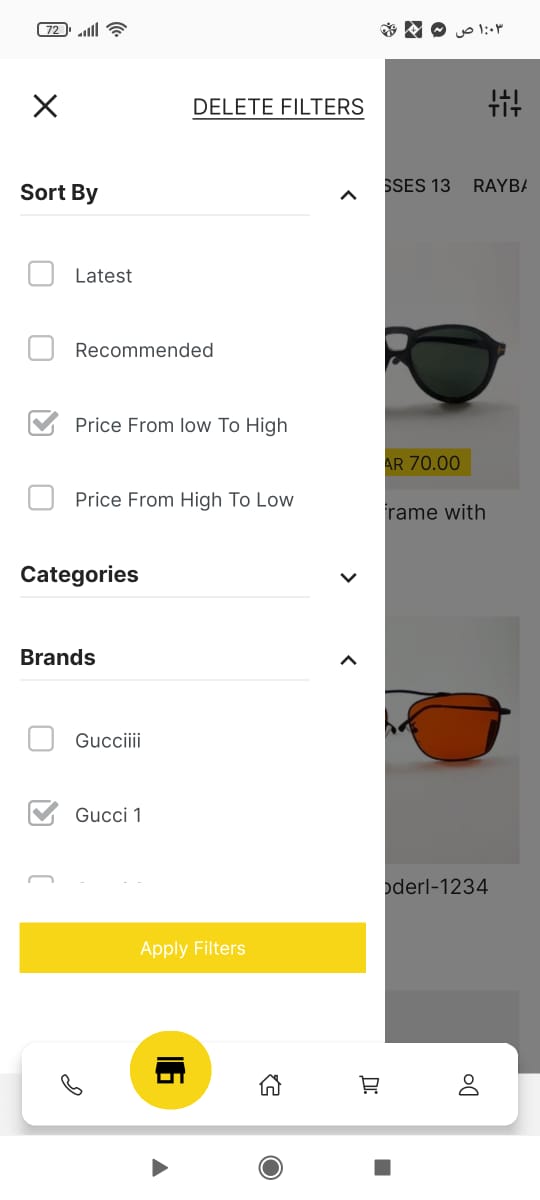 72
١:٠٣ ص
DELETE FILTERS
Sort By
SSES 13
RAYBA
Latest
Recommended
Price From low To High
AR 70.00
Price From High To Low
frame with
Categories
Brands
Gucciiii
Gucci 1
oderl-1234
Apply Filters